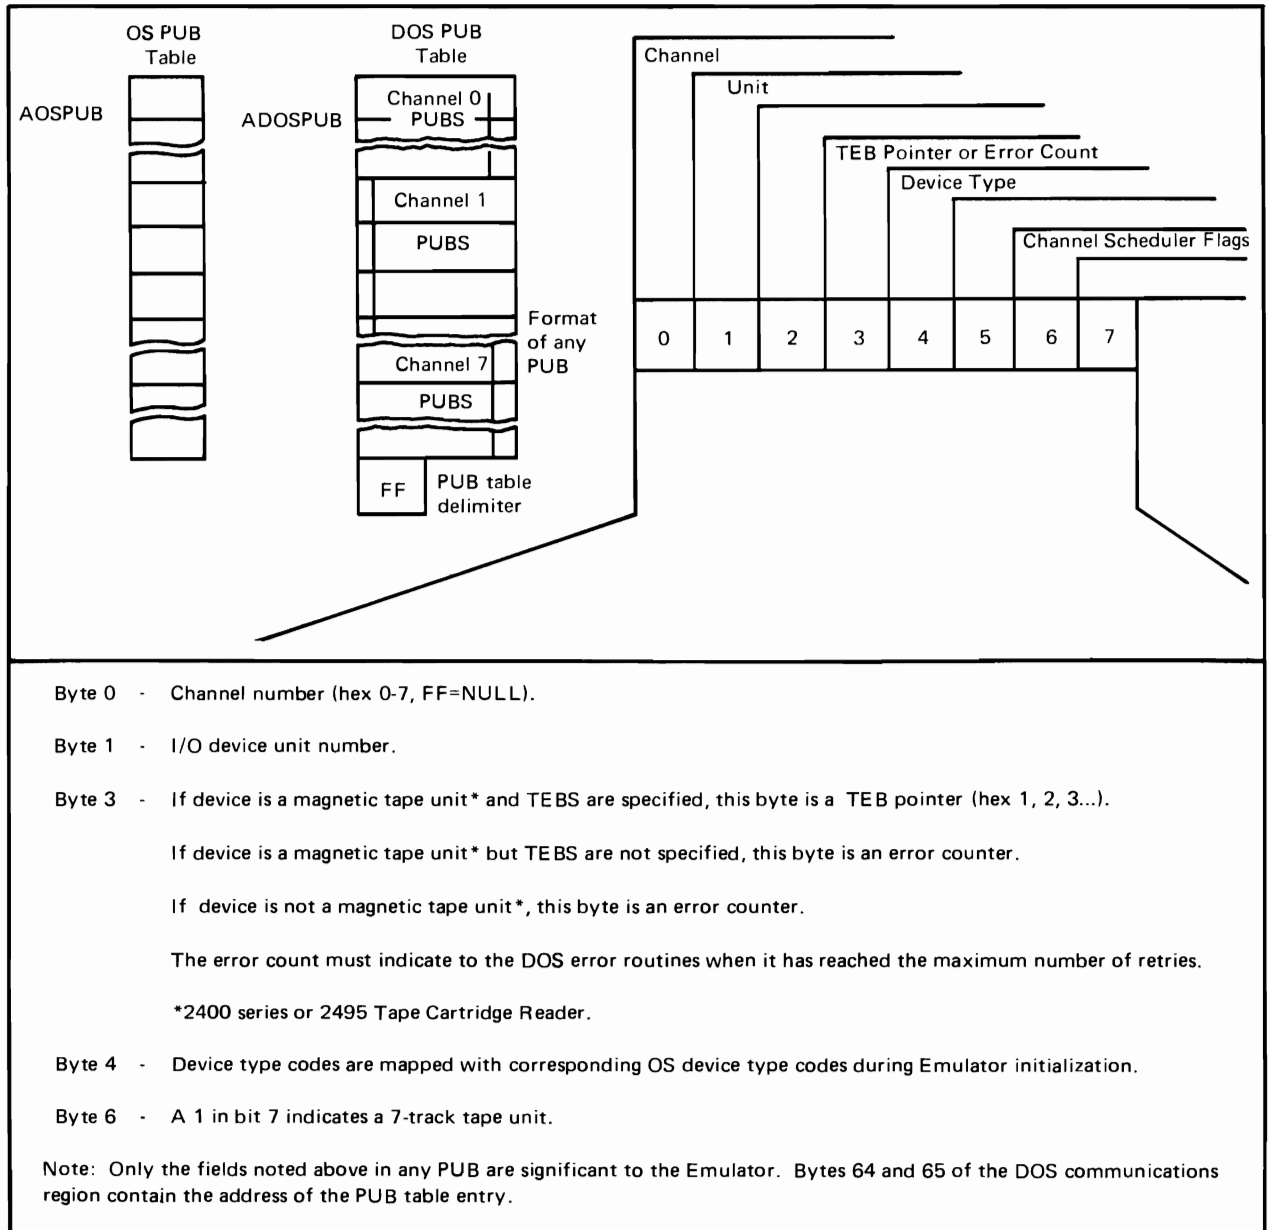 OS PUB
Table
DOS PUB
Table
AOSPUB
ADOSPUB
Channel 0
PUBS
Channel 1
PUBS
Channel 7
PUBS
FF
PUB table
delimiter
Format
of any
PUB
Channel
Unit
TEB Pointer or Error Count
Device Type
Channel Scheduler Flags
0 1 2 3 4 5 6 7
Byte 0 - Channel number (hex 0-7, FF=NULL).
Byte 1 - I/O device unit number.
Byte 3 - If device is a magnetic tape unit* and TEBS are specified, this byte is a TEB pointer (hex 1, 2, 3...).
If device is a magnetic tape unit* but TEBS are not specified, this byte is an error counter.
If device is not a magnetic tape unit*, this byte is an error counter.
The error count must indicate to the DOS error routines when it has reached the maximum number of retries.
*2400 series or 2495 Tape Cartridge Reader.
Byte 4 - Device type codes are mapped with corresponding OS device type codes during Emulator initialization.
Byte 6 - A 1 in bit 7 indicates a 7-track tape unit.
Note: Only the fields noted above in any PUB are significant to the Emulator. Bytes 64 and 65 of the DOS communications
region contain the address of the PUB table entry.